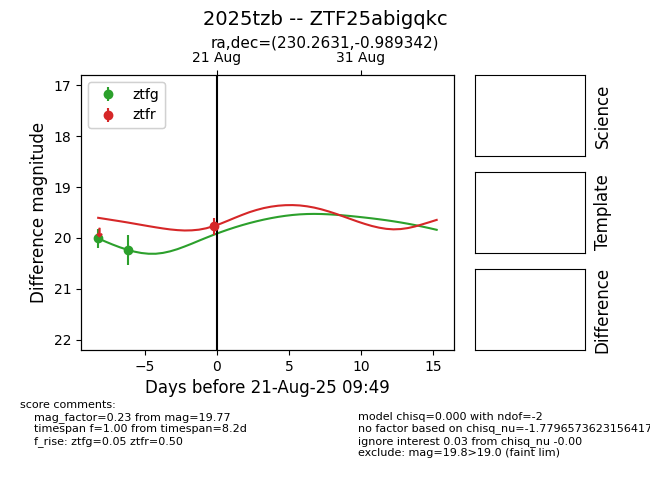 2025tzb -- ZTF25abigqkc
ra,dec=(230.2631,-0.989342)
21 Aug
31 Aug
ztfg
ztfr
17
18
19
20
21
22
Difference magnitude
−5
0
5
10
15
Days before 21-Aug-25 09:49
Science
Template
Difference
score comments:
mag_factor=0.23 from mag=19.77
timespan f=1.00 from timespan=8.2d
f_rise: ztfg=0.05 ztfr=0.50
model chisq=0.000 with ndof=-2
no factor based on chisq_nu=-1.7796573623156417
ignore interest 0.03 from chisq_nu -0.00
exclude: mag=19.8>19.0 (faint lim)